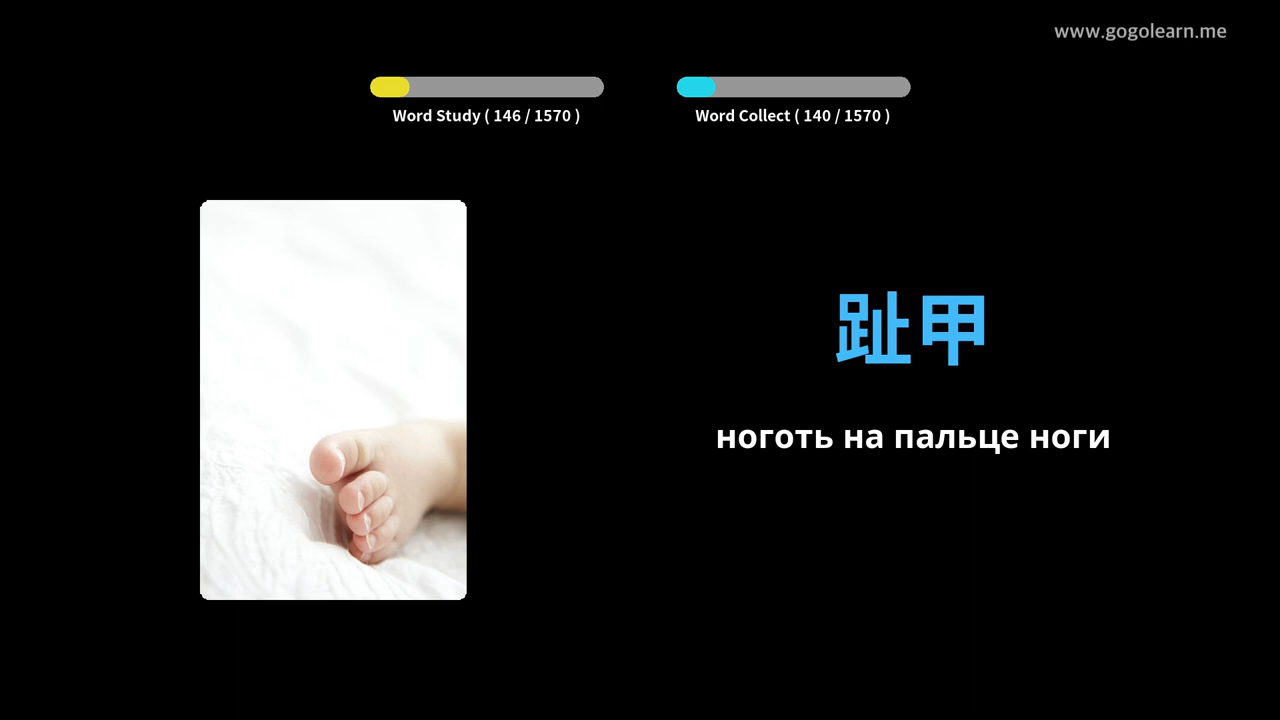 www.gogolearn.me
Word Study ( 146 / 1570 )
Word Collect ( 140 / 1570 )
趾甲
ноготь на пальце ноги